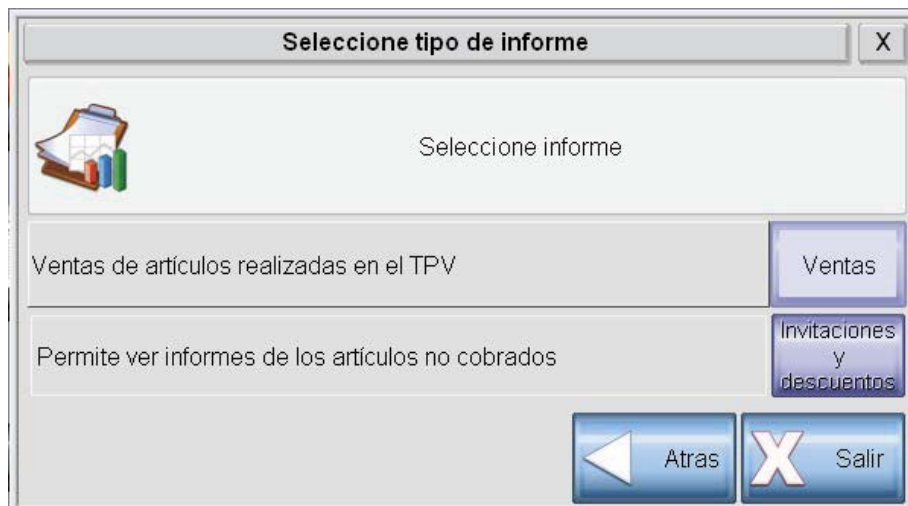 Seleccione tipo de informe
X
Seleccione informe
Ventas de artículos realizadas en el TPV
Ventas
Permite ver informes de los artículos no cobrados
Invitaciones
y
descuentos
Atras
Salir